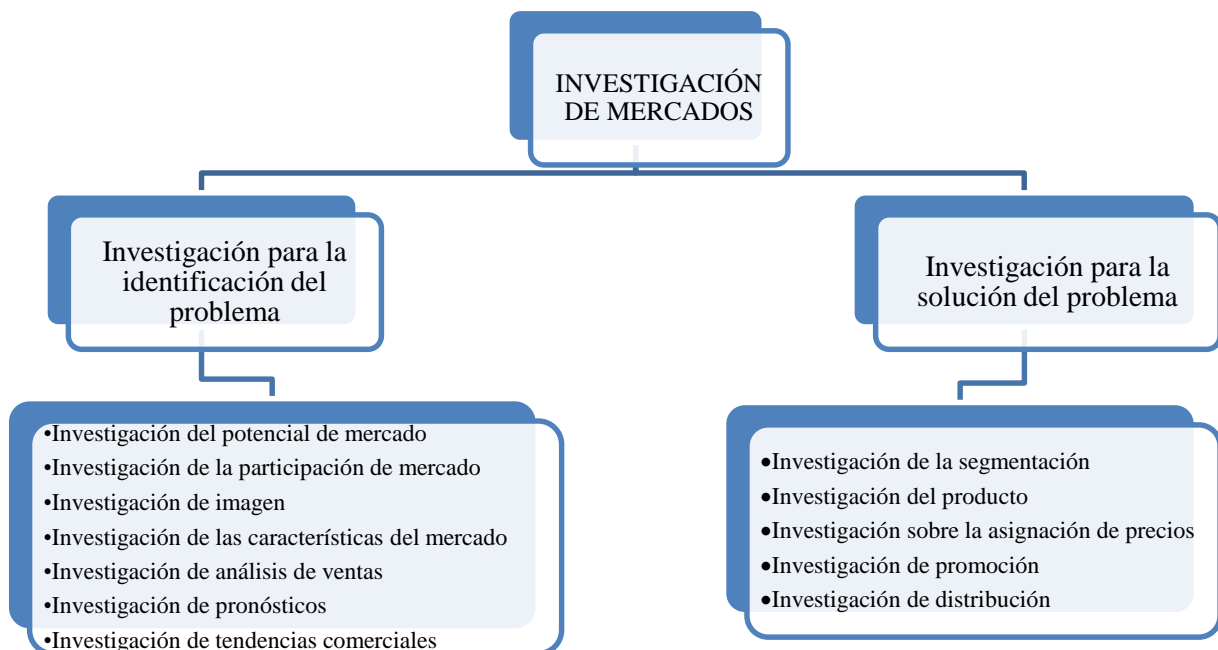 INVESTIGACIÓN
DE MERCADOS
Investigación para la
identificación del
problema
Investigación para la
solución del problema
•Investigación del potencial de mercado
•Investigación de la participación de mercado
•Investigación de imagen
•Investigación de las características del mercado
•Investigación de análisis de ventas
•Investigación de pronósticos
•Investigación de tendencias comerciales
•Investigación de la segmentación
•Investigación del producto
•Investigación sobre la asignación de precios
•Investigación de promoción
•Investigación de distribución